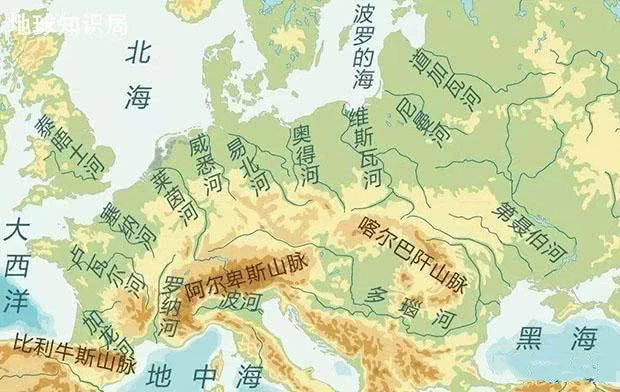 地球知识局
北海
波罗的海
道加瓦河
尼曼河
泰晤士河
威悉河
易北河
奥得河
维斯瓦河
莱茵河
塞纳河
卢瓦尔河
第聂伯河
大西洋
喀尔巴阡山脉
阿尔卑斯山脉
罗纳河
波河
多瑙河
加龙河
比利牛斯山脉
地中海
黑海